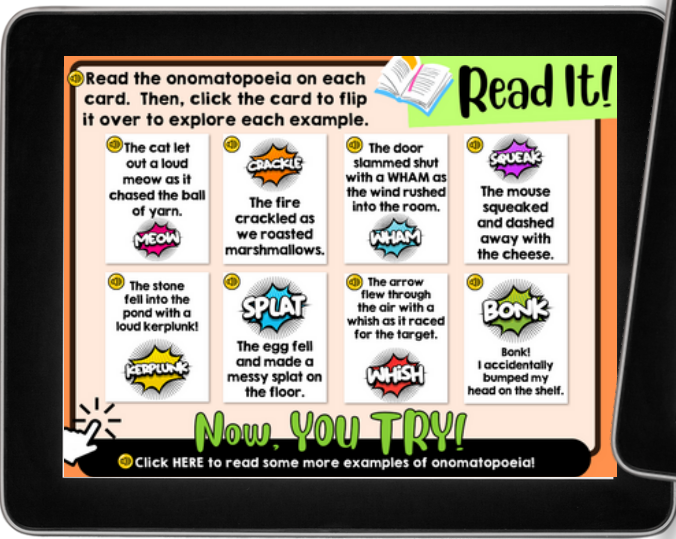 Read the onomatopoeia on each
card. Then, click the card to flip
it over to explore each example.
Read It!
The cat let
out a loud
meow as it
chased the ball
of yarn.
MEOW
CRACKLE
The fire
crackled as
we roasted
marshmallows.
The door
slammed shut
with a WHAM as
the wind rushed
into the room.
WHAM
SQUEAK
The mouse
squeaked
and dashed
away with
the cheese.
The stone
fell into the
pond with a
loud kerplunk!
KERPLUNK
SPLAT
The egg fell
and made a
messy splat on
the floor.
The arrow
flew through
the air with a
whish as it raced
for the target.
WHISH
BONK
Bonk!
I accidentally
bumped my
head on the shelf.
Now, YOU TRY!
Click HERE to read some more examples of onomatopoeia!